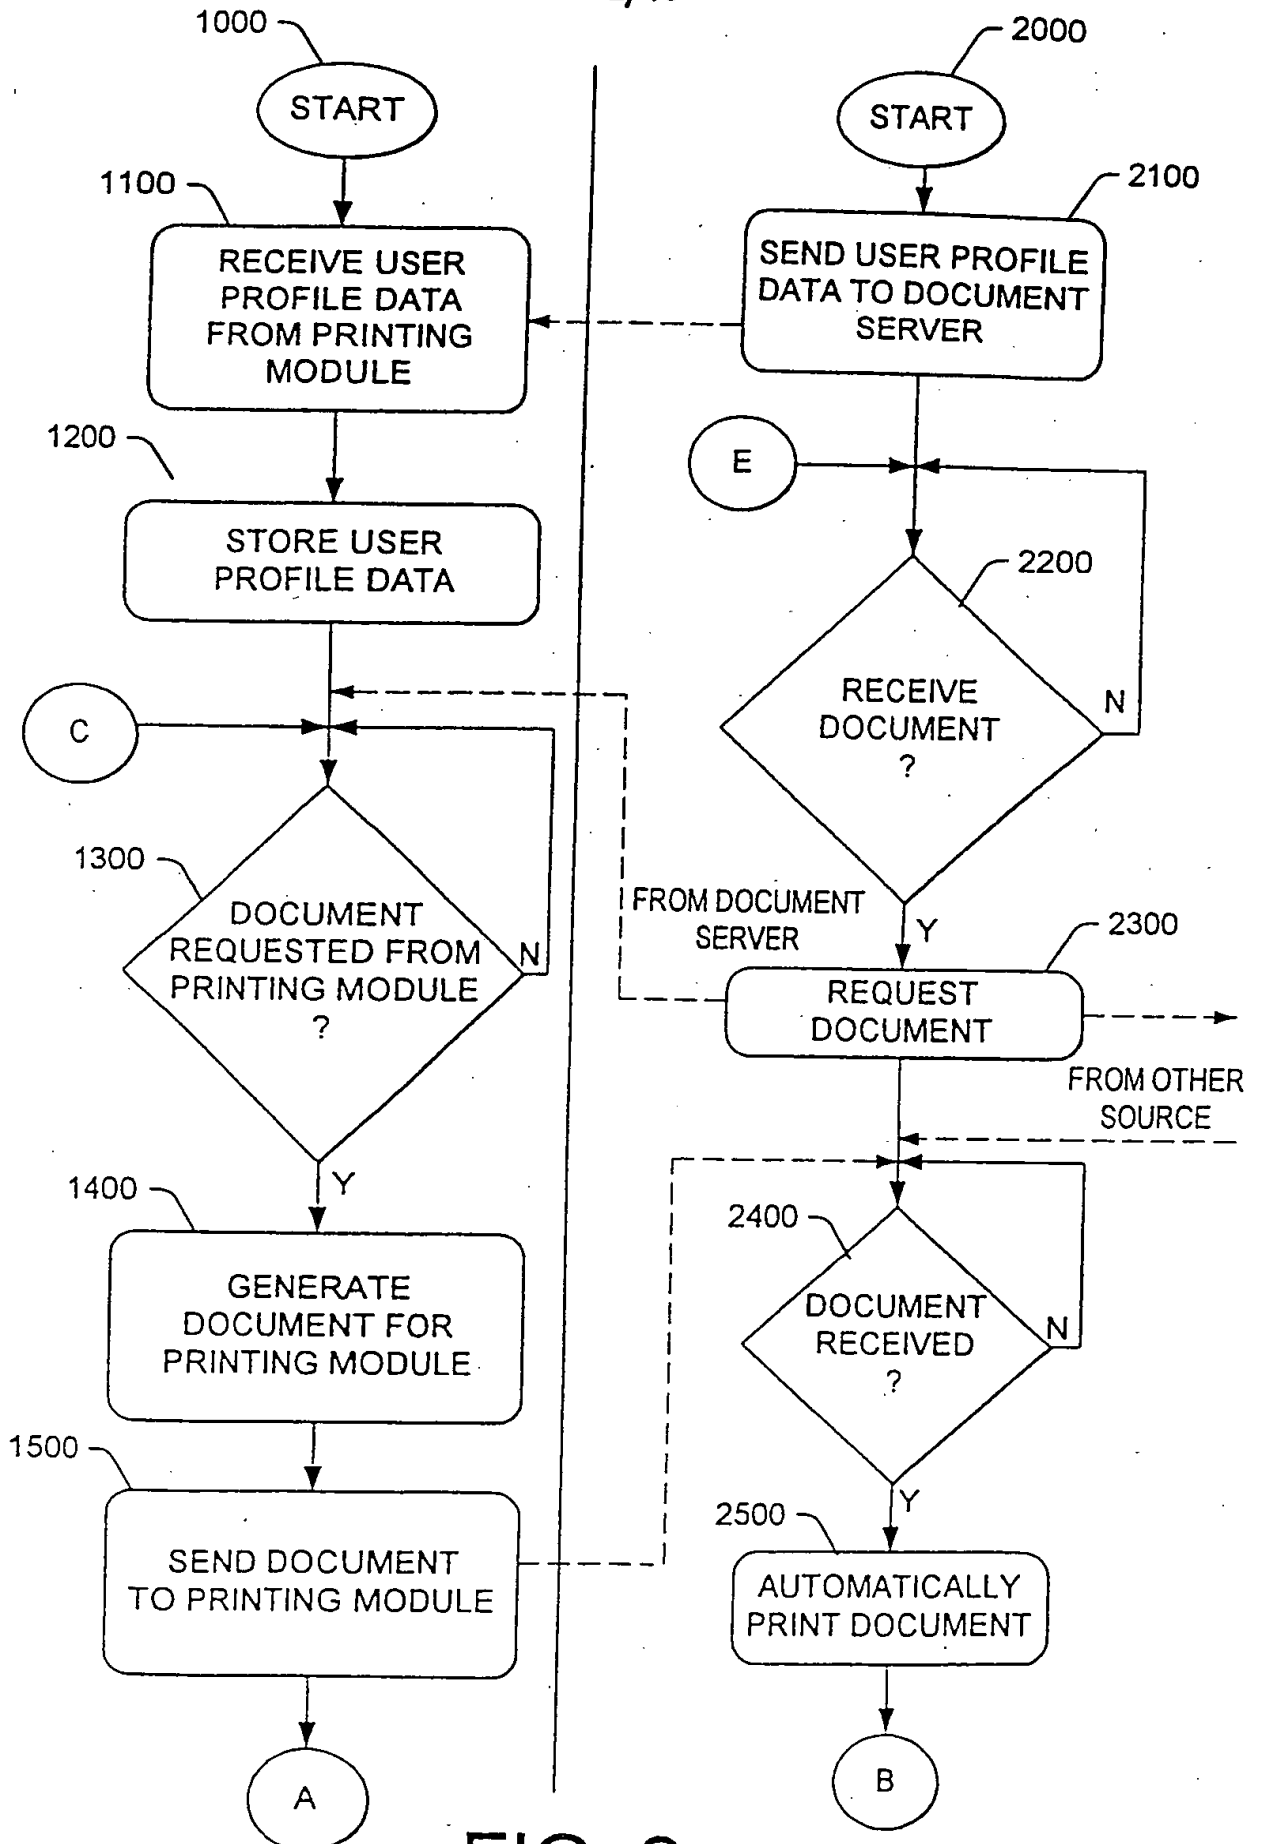 1000
START
1100
RECEIVE USER
PROFILE DATA
FROM PRINTING
MODULE
1200
STORE USER
PROFILE DATA
C
1300
DOCUMENT
REQUESTED FROM
PRINTING MODULE
?
N
Y
1400
GENERATE
DOCUMENT FOR
PRINTING MODULE
1500
SEND DOCUMENT
TO PRINTING MODULE
A
2000
START
2100
SEND USER PROFILE
DATA TO DOCUMENT
SERVER
E
2200
RECEIVE
DOCUMENT
?
N
Y
FROM DOCUMENT
SERVER
2300
REQUEST
DOCUMENT
FROM OTHER
SOURCE
2400
DOCUMENT
RECEIVED
?
N
Y
2500
AUTOMATICALLY
PRINT DOCUMENT
B